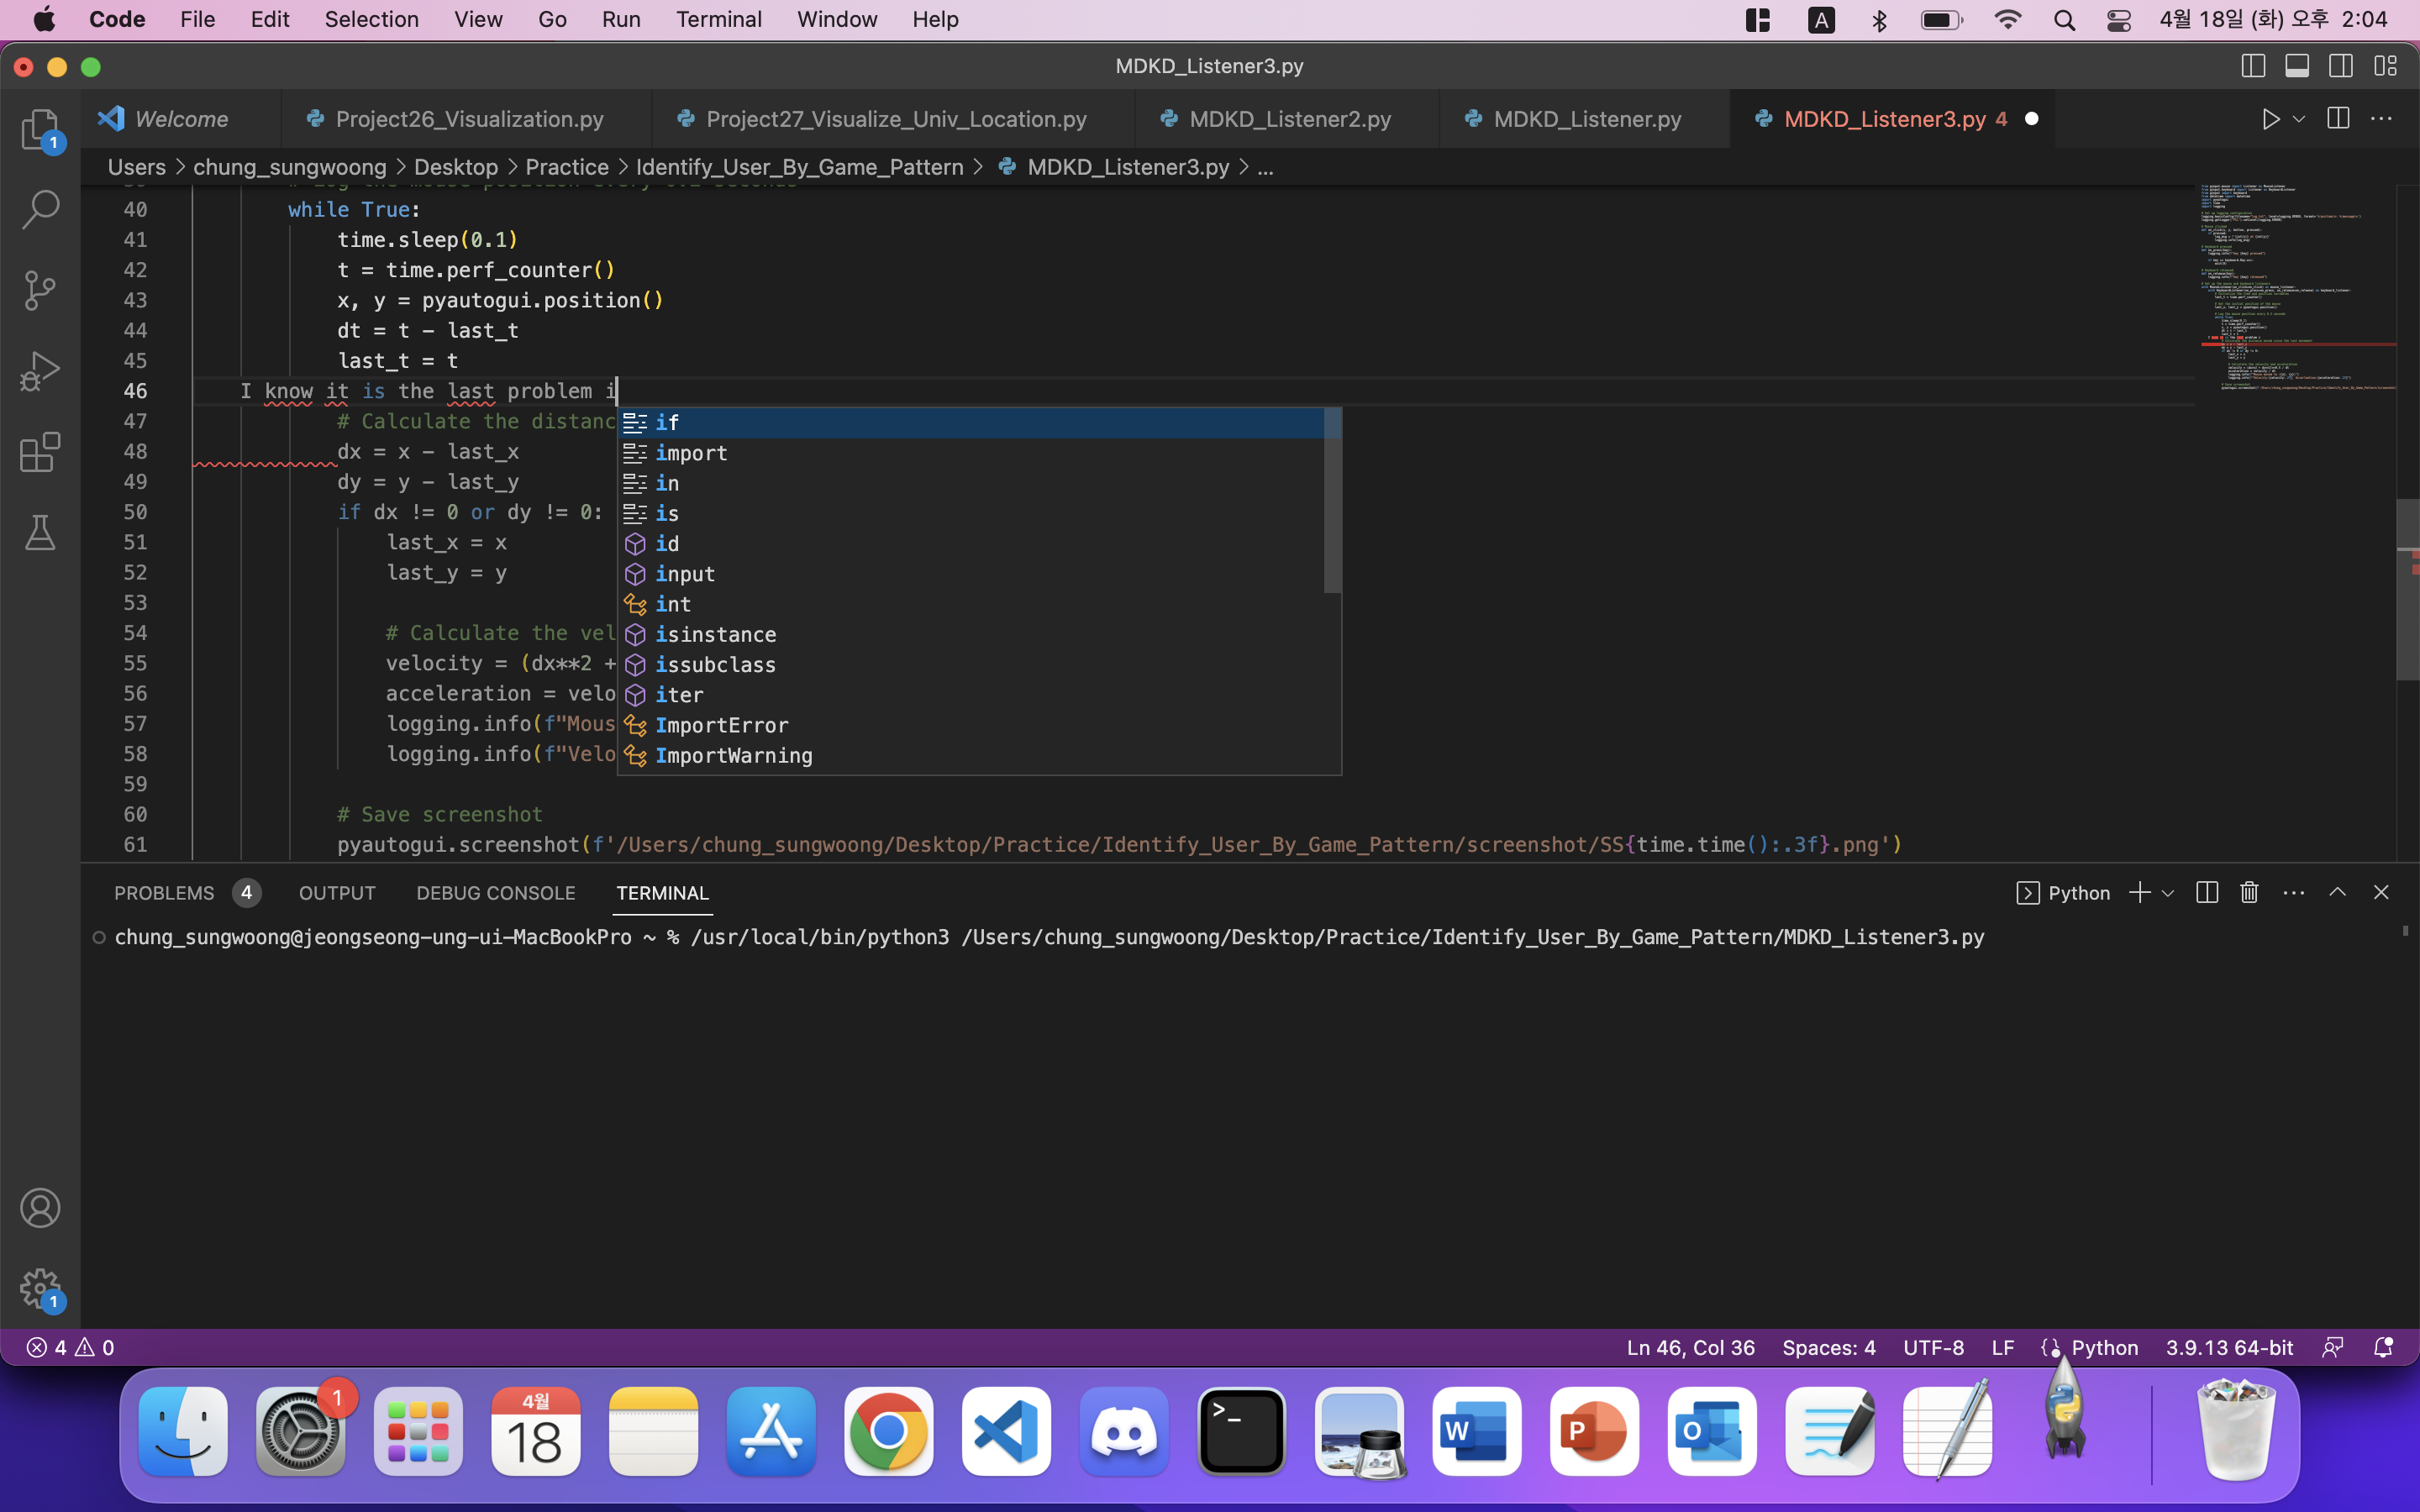 Code File Edit Selection View Go Run Terminal Window Help A 4월 18일 (화) 오후 2:04
MDKD_Listener3.py
Welcome Project26_Visualization.py Project27_Visualize_Univ_Location.py MDKD_Listener2.py MDKD_Listener.py MDKD_Listener3.py 4
1
Users > chung_sungwoong > Desktop > Practice > Identify_User_By_Game_Pattern > MDKD_Listener3.py > ...
40 while True:
41 time.sleep(0.1)
42 t = time.perf_counter()
43 x, y = pyautogui.position()
44 dt = t - last_t
45 last_t = t
46 I know it is the last problem i
47 # Calculate the distanc
48 dx = x - last_x
49 dy = y - last_y
50 if dx != 0 or dy != 0:
51 last_x = x
52 last_y = y
53
54 # Calculate the vel
55 velocity = (dx**2 +
56 acceleration = velo
57 logging.info(f"Mous
58 logging.info(f"Velo
59
60 # Save screenshot
61 pyautogui.screenshot(f'/Users/chung_sungwoong/Desktop/Practice/Identify_User_By_Game_Pattern/screenshot/SS{time.time():.3f}.png')
if
import
in
is
id
input
int
isinstance
issubclass
iter
ImportError
ImportWarning
PROBLEMS 4 OUTPUT DEBUG CONSOLE TERMINAL Python
chung_sungwoong@jeongseong-ung-ui-MacBookPro ~ % /usr/local/bin/python3 /Users/chung_sungwoong/Desktop/Practice/Identify_User_By_Game_Pattern/MDKD_Listener3.py
1
4 0 Ln 46, Col 36 Spaces: 4 UTF-8 LF Python 3.9.13 64-bit
1
4월
18
>_
W
P
O